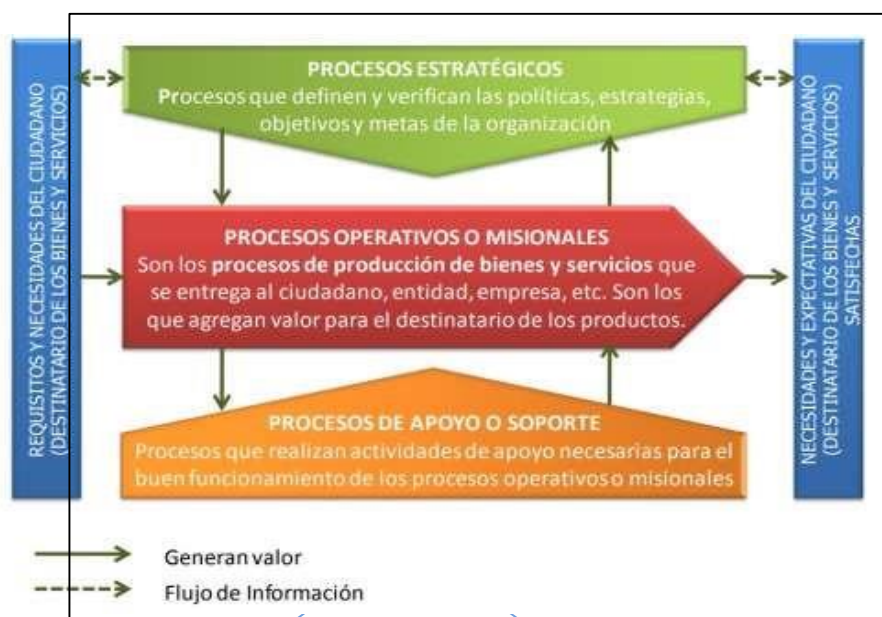 REQUISITOS Y NECESIDADES DEL CIUDADANO
(DESTINATARIO DE LOS BIENES Y SERVICIOS)
PROCESOS ESTRATÉGICOS
Procesos que definen y verifican las políticas, estrategias,
objetivos y metas de la organización
PROCESOS OPERATIVOS O MISIONALES
Son los procesos de producción de bienes y servicios que
se entrega al ciudadano, entidad, empresa, etc. Son los
que agregan valor para el destinatario de los productos.
PROCESOS DE APOYO O SOPORTE
Procesos que realizan actividades de apoyo necesarias para el
buen funcionamiento de los procesos operativos o misionales
NECESIDADES Y EXPECTATIVAS DEL CIUDADANO
(DESTINATARIO DE LOS BIENES Y SERVICIOS)
SATISFECHAS
Generan valor
Flujo de Información